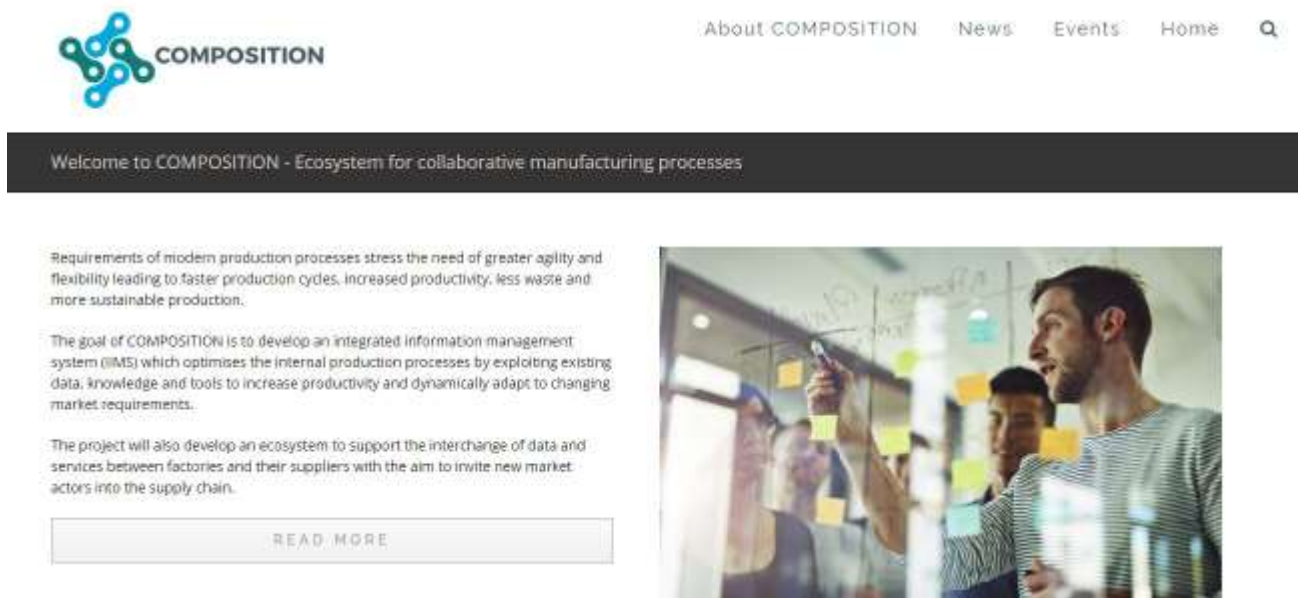 COMPOSITION
About COMPOSITION News Events Home
Welcome to COMPOSITION - Ecosystem for collaborative manufacturing processes
Requirements of modern production processes stress the need of greater agility and
flexibility leading to faster production cycles, increased productivity, less waste and
more sustainable production.
The goal of COMPOSITION is to develop an integrated information management
system (IIMS) which optimises the internal production processes by exploiting existing
data, knowledge and tools to increase productivity and dynamically adapt to changing
market requirements.
The project will also develop an ecosystem to support the interchange of data and
services between factories and their suppliers with the aim to invite new market
actors into the supply chain.
READ MORE